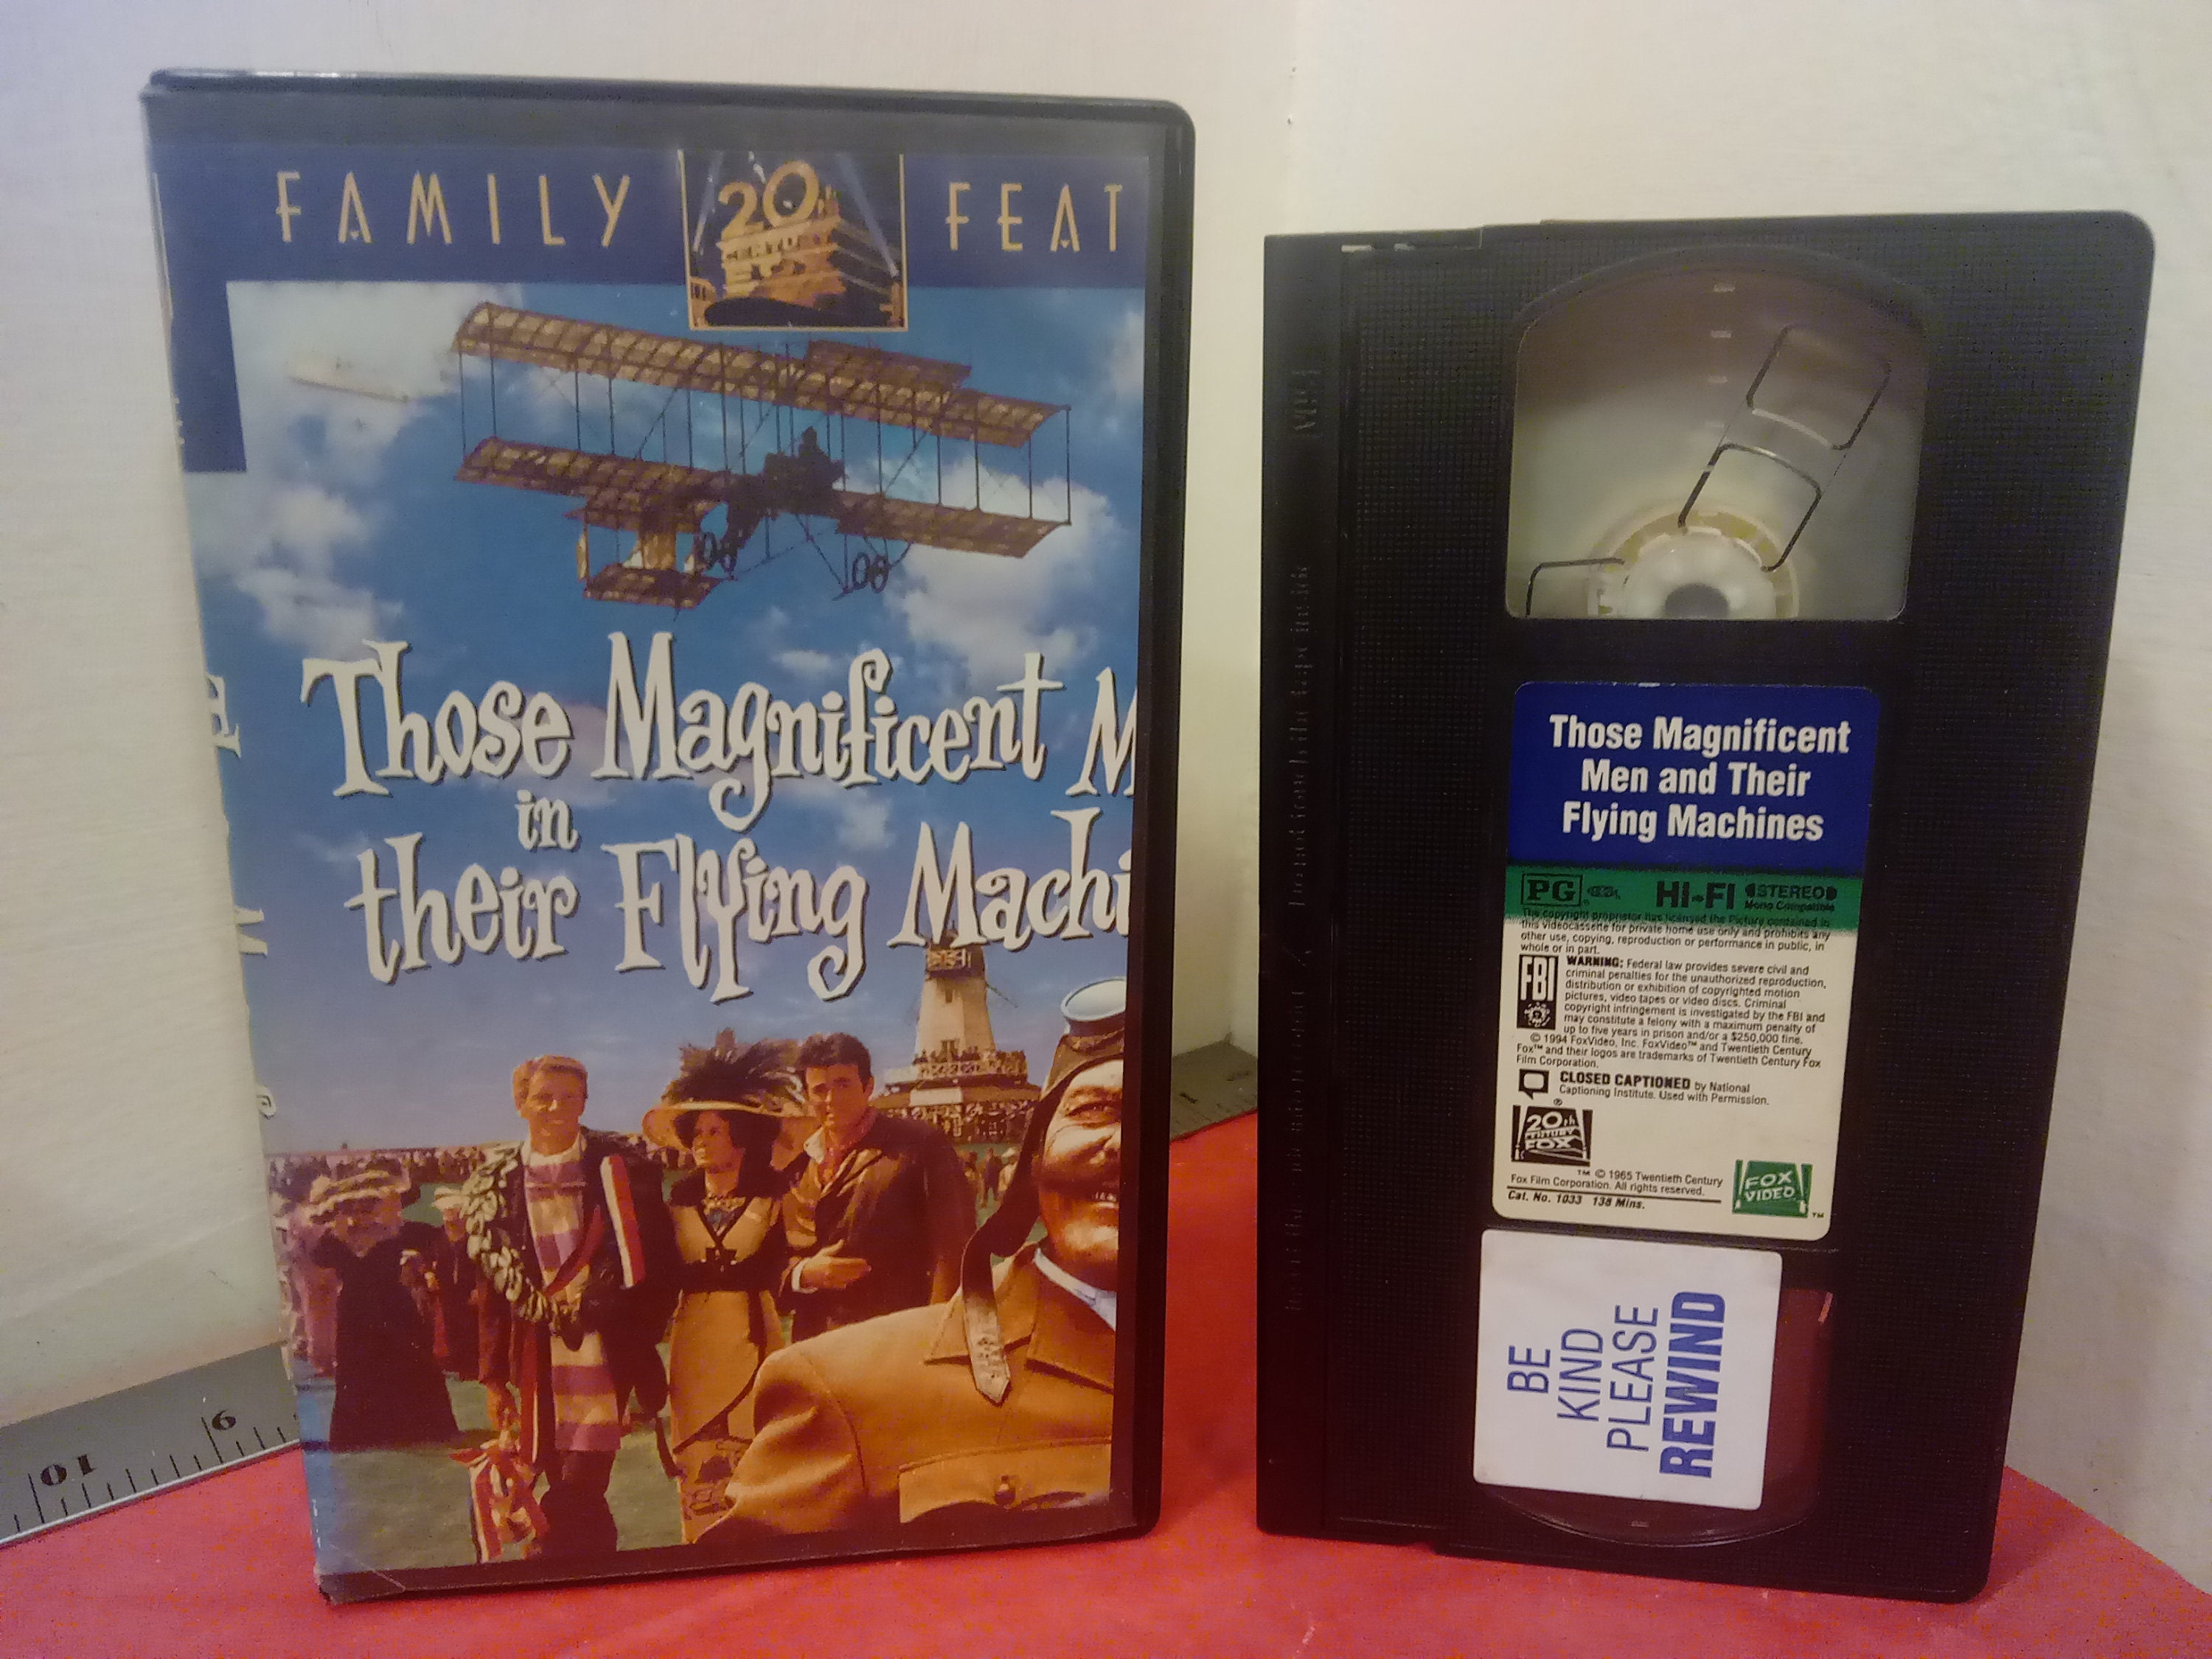 FAMILY
20
CENTURY
FEAT
Those Magnificent M
in
their Flying Machi
10
9
1
VHS
Those Magnificent
Men and Their
Flying Machines
PG HI-FI STEREO
Mono Compatible
The copyright proprietor has licensed the Picture contained in
this videocassette for private home use only and prohibits any
other use, copying, reproduction or performance in public, in
whole or in part.
FBI
WARNING: Federal law provides severe civil and
criminal penalties for the unauthorized reproduction,
distribution or exhibition of copyrighted motion
pictures, video tapes or video discs. Criminal
copyright infringement is investigated by the FBI and
may constitute a felony with a maximum penalty of
up to five years in prison and/or a $250,000 fine.
© 1994 FoxVideo, Inc. FoxVideo™ and Twentieth Century
Fox™ and their logos are trademarks of Twentieth Century Fox
Film Corporation.
CLOSED CAPTIONED by National
Captioning Institute. Used with Permission.
®
20th
CENTURY
FOX
™ © 1965 Twentieth Century
Fox Film Corporation. All rights reserved.
Cat. No. 1033 138 Mins.
FOX
VIDEO
™
BE
KIND
PLEASE
REWIND